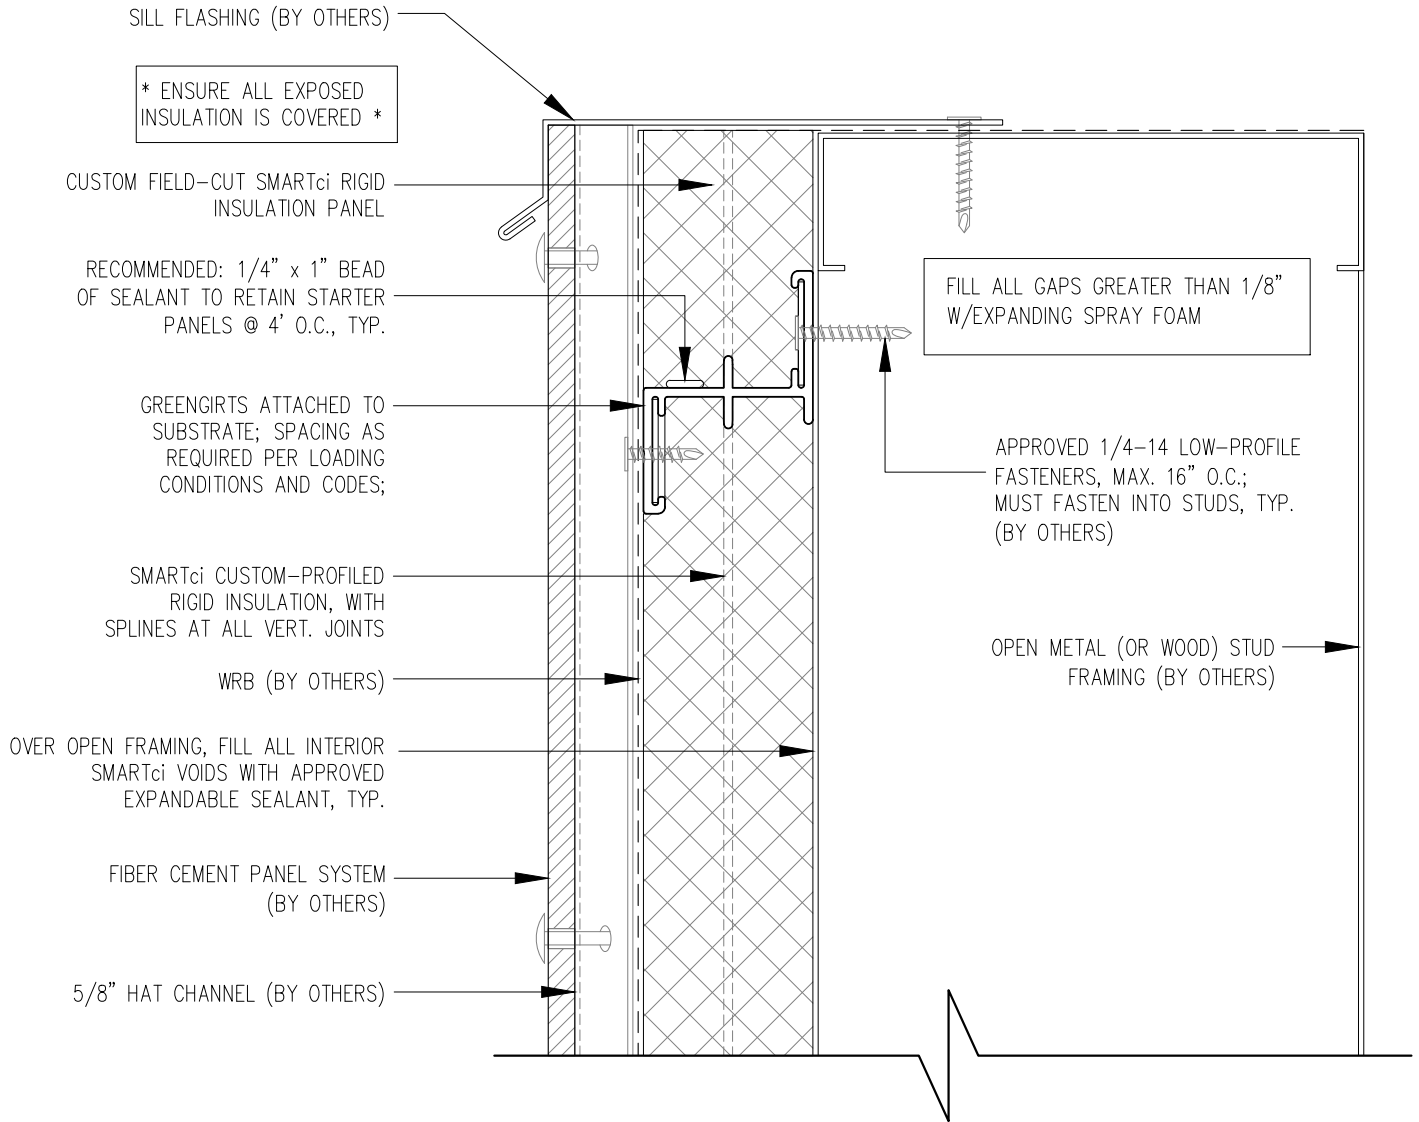 SILL FLASHING (BY OTHERS)
* ENSURE ALL EXPOSED
INSULATION IS COVERED *
CUSTOM FIELD-CUT SMARTci RIGID
INSULATION PANEL
RECOMMENDED: 1/4" x 1" BEAD
OF SEALANT TO RETAIN STARTER
PANELS @ 4' O.C., TYP.
GREENGIRTS ATTACHED TO
SUBSTRATE; SPACING AS
REQUIRED PER LOADING
CONDITIONS AND CODES;
SMARTci CUSTOM-PROFILED
RIGID INSULATION, WITH
SPLINES AT ALL VERT. JOINTS
WRB (BY OTHERS)
OVER OPEN FRAMING, FILL ALL INTERIOR
SMARTci VOIDS WITH APPROVED
EXPANDABLE SEALANT, TYP.
FIBER CEMENT PANEL SYSTEM
(BY OTHERS)
5/8" HAT CHANNEL (BY OTHERS)
FILL ALL GAPS GREATER THAN 1/8"
W/EXPANDING SPRAY FOAM
APPROVED 1/4-14 LOW-PROFILE
FASTENERS, MAX. 16" O.C.;
MUST FASTEN INTO STUDS, TYP.
(BY OTHERS)
OPEN METAL (OR WOOD) STUD
FRAMING (BY OTHERS)